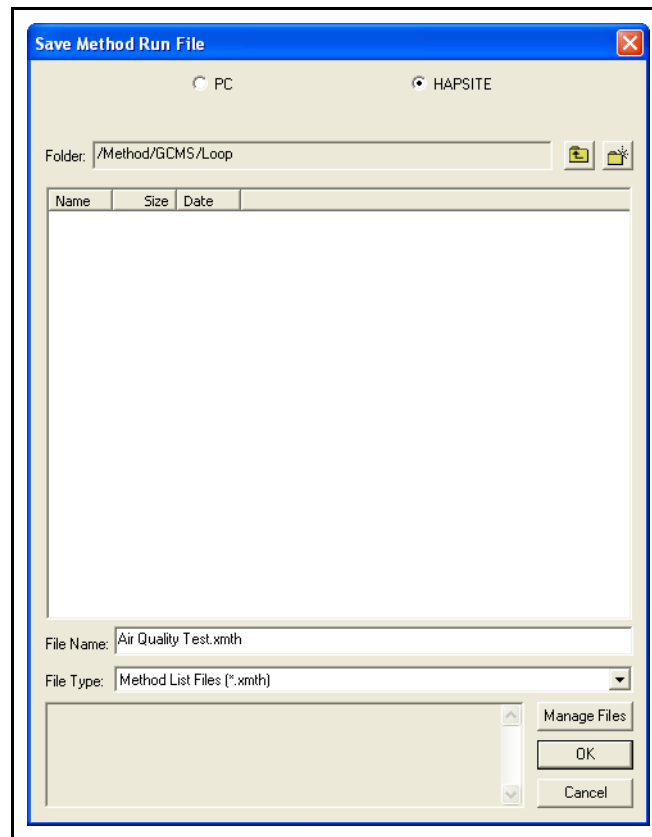 Save Method Run File
PC HAPSITE
Folder: /Method/GCMS/Loop
Name Size Date
File Name: Air Quality Test.xmth
File Type: Method List Files (*.xmth)
Manage Files
OK
Cancel